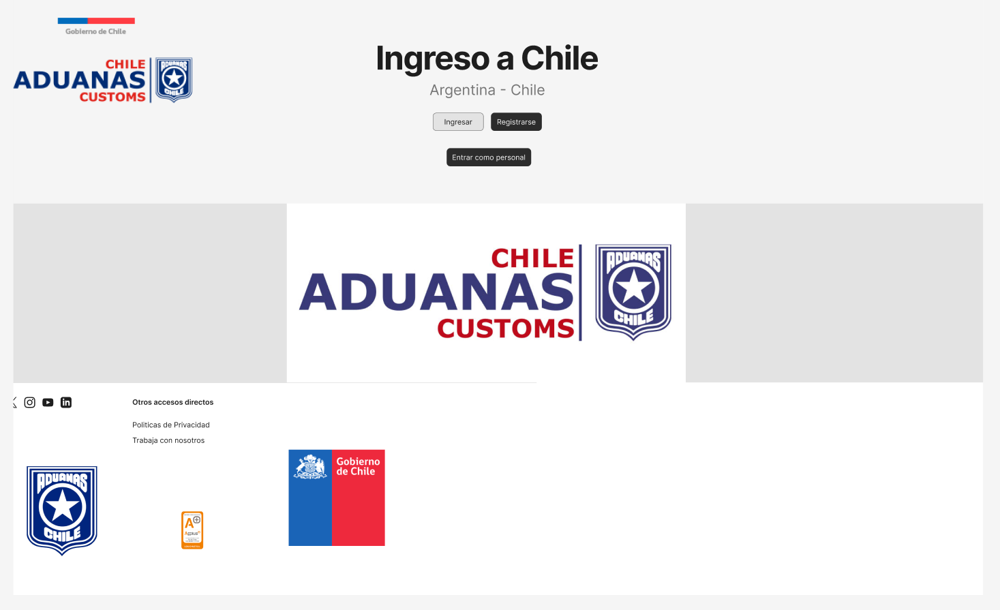 Gobierno de Chile
CHILE
ADUANAS
CUSTOMS
ADUANAS
CHILE
Ingreso a Chile
Argentina - Chile
Ingresar
Registrarse
Entrar como personal
CHILE
ADUANAS
CUSTOMS
ADUANAS
CHILE
Otros accesos directos
Politicas de Privacidad
Trabaja con nosotros
ADUANAS
CHILE
A+
Applus
Gobierno
de Chile